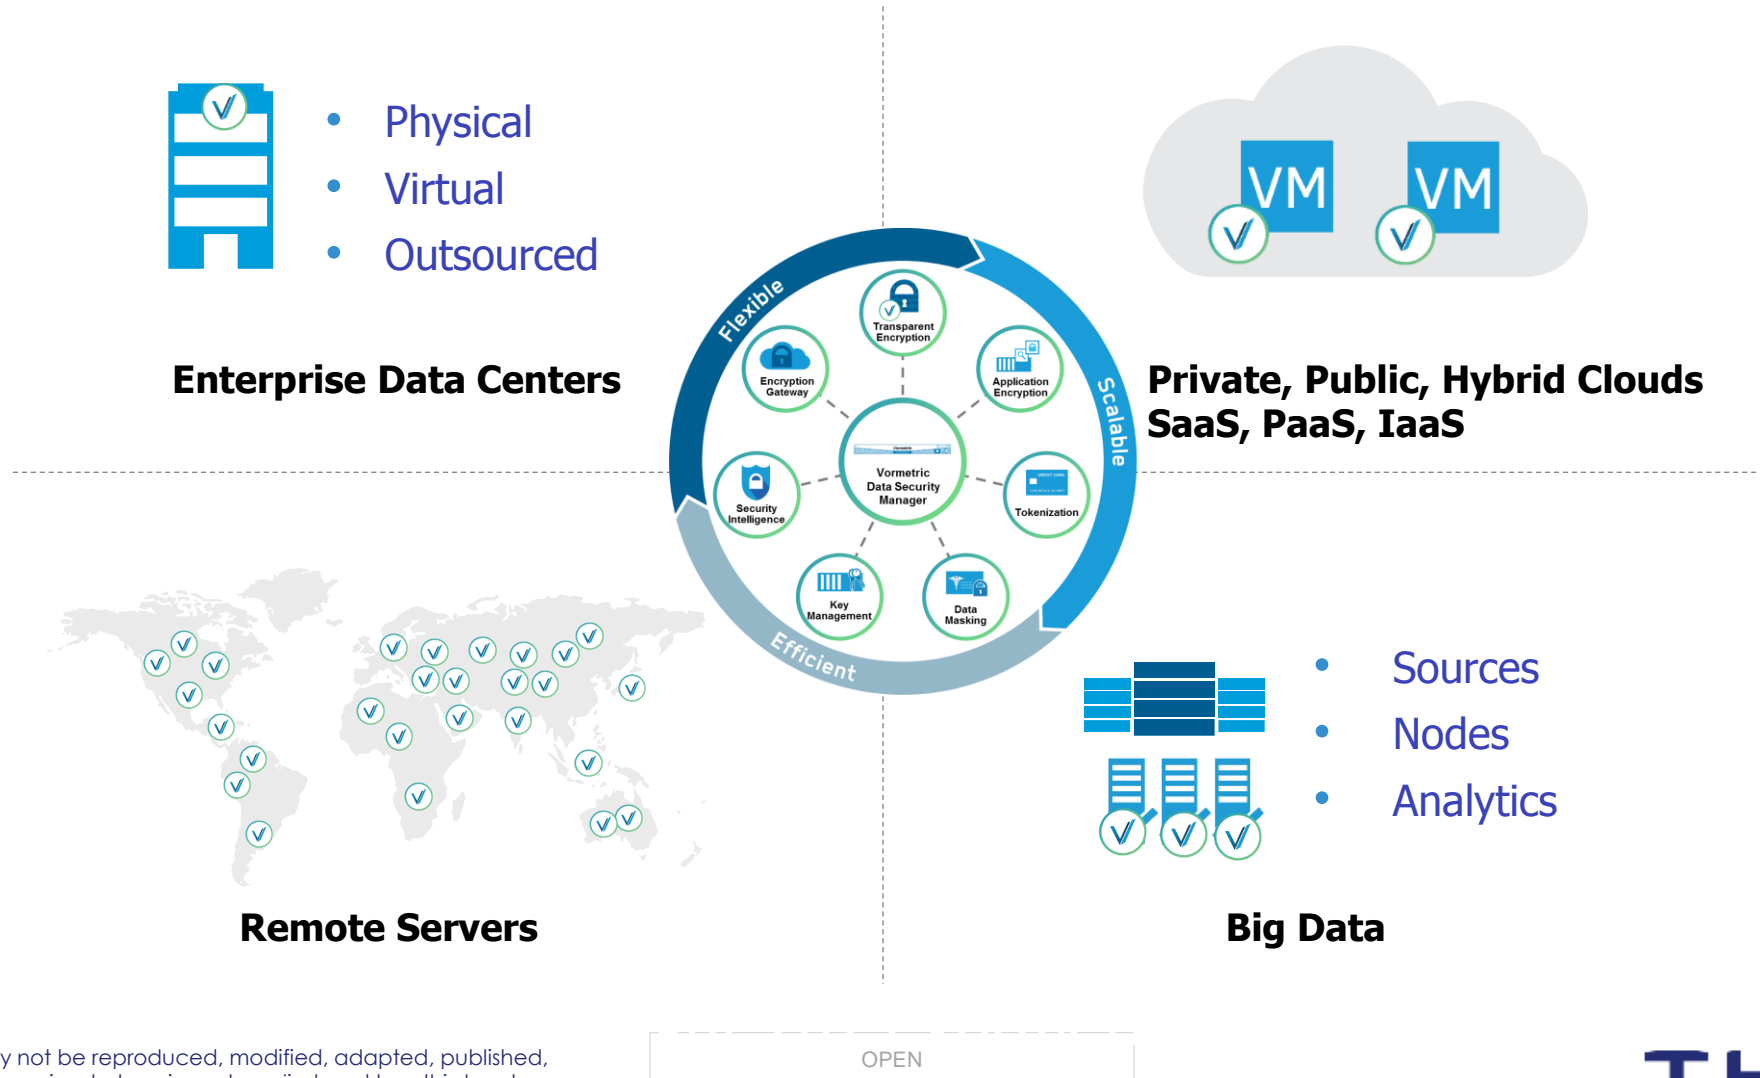 • Physical
• Virtual
• Outsourced
Enterprise Data Centers
VM
VM
Private, Public, Hybrid Clouds
SaaS, PaaS, IaaS
Flexible
Scalable
Efficient
Transparent
Encryption
Application
Encryption
Tokenization
Data
Masking
Key
Management
Security
Intelligence
Encryption
Gateway
Vormetric
Data Security
Manager
Remote Servers
• Sources
• Nodes
• Analytics
Big Data
y not be reproduced, modified, adapted, published,
OPEN